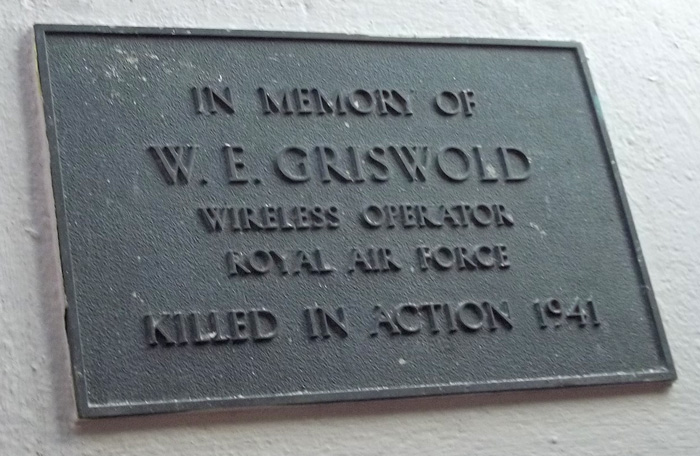 IN MEMORY OF
W. E. GRISWOLD
WIRELESS OPERATOR
ROYAL AIR FORCE
KILLED IN ACTION 1941